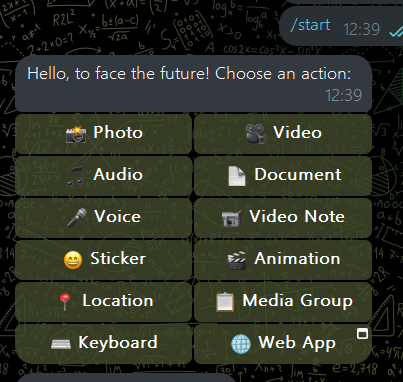 /start 12:39
Hello, to face the future! Choose an action:
12:39
📸 Photo
🎥 Video
🎵 Audio
📄 Document
🎤 Voice
📹 Video Note
😄 Sticker
🎬 Animation
📍 Location
📋 Media Group
⌨️ Keyboard
🌐 Web App